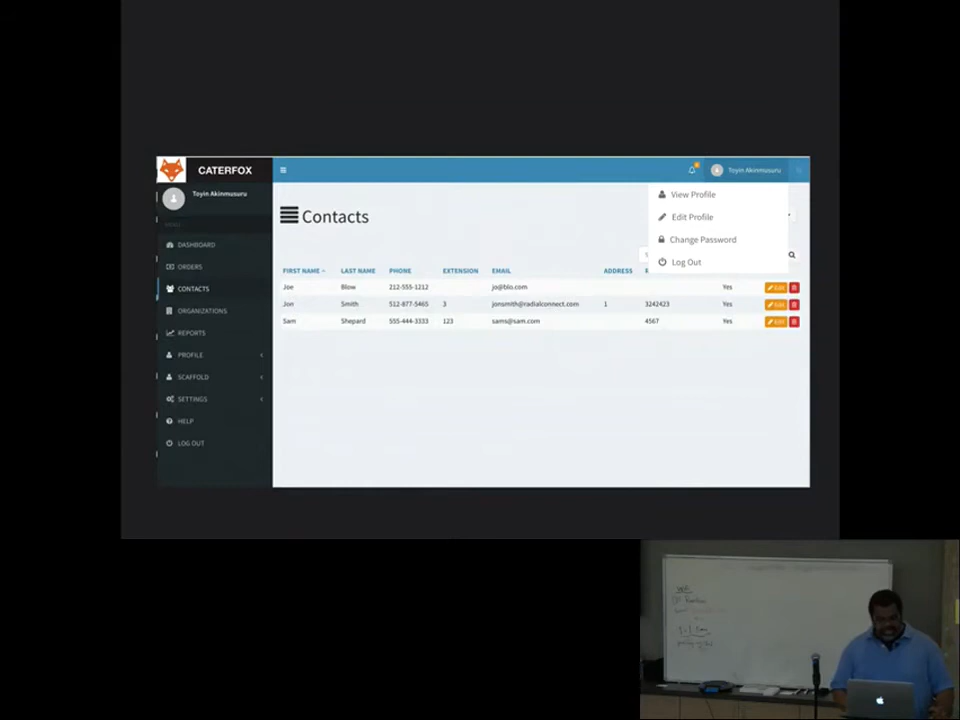 CATERFOX
Toyin Akinmusuru
Toyin Akinmusuru
View Profile
Edit Profile
Change Password
Log Out
Contacts
DASHBOARD
ORDERS
CONTACTS
ORGANIZATIONS
REPORTS
PROFILE
SCAFFOLD
SETTINGS
HELP
LOG OUT
FIRST NAME LAST NAME PHONE EXTENSION EMAIL ADDRESS
Joe Blow 212-555-1212 jo@blo.com Yes Edit
Jon Smith 512-877-5465 3 jonsmith@radialconnect.com 1 3242423 Yes Edit
Sam Shepard 555-444-3333 123 sams@sam.com 4567 Yes Edit